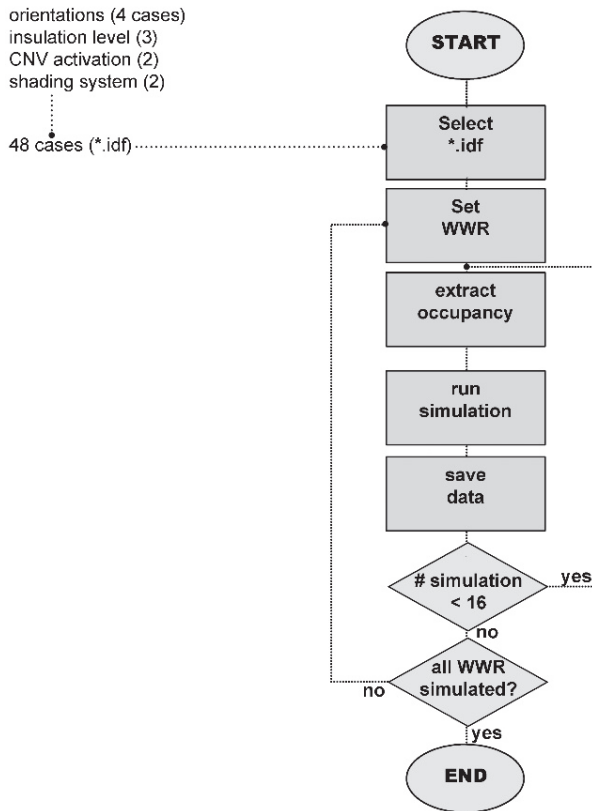 orientations (4 cases)
insulation level (3)
CNV activation (2)
shading system (2)
48 cases (*.idf)
START
Select
*.idf
Set
WWR
extract
occupancy
run
simulation
save
data
# simulation
< 16
yes
no
all WWR
simulated?
no
yes
END